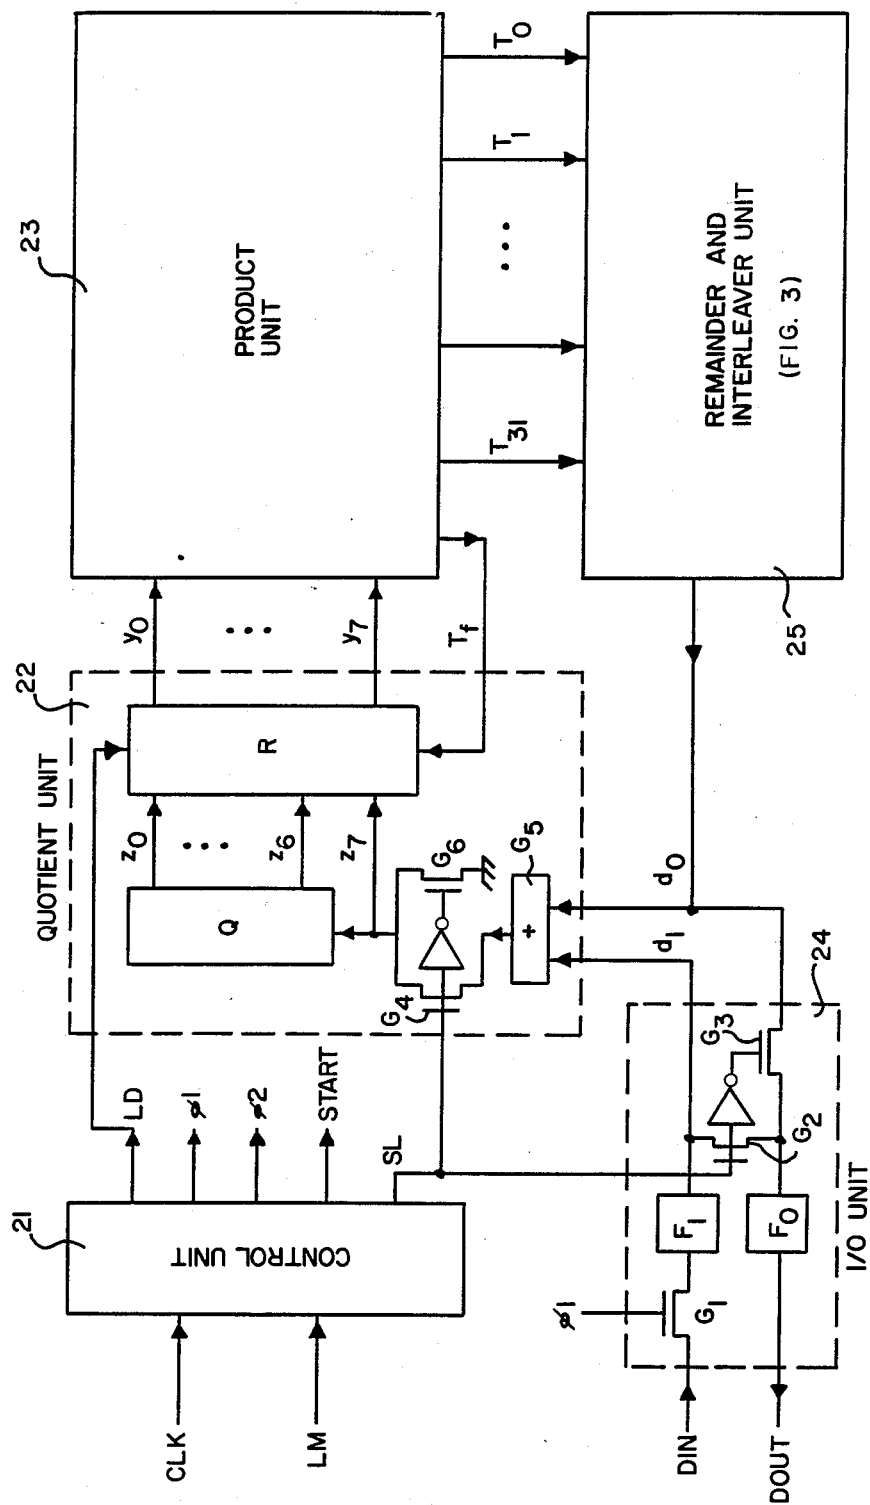 CLK
LM
21
CONTROL UNIT
LD
ø1
ø2
START
SL
QUOTIENT UNIT
22
Q
z0
• • •
z6
z7
R
y0
• • •
y7
Tf
G4
G6
G5
+
23
PRODUCT
UNIT
T31
• • •
T1
T0
REMAINDER AND
INTERLEAVER UNIT
(FIG. 3)
25
d1
d0
24
I/O UNIT
DIN
DOUT
ø1
G1
F1
F0
G2
G3